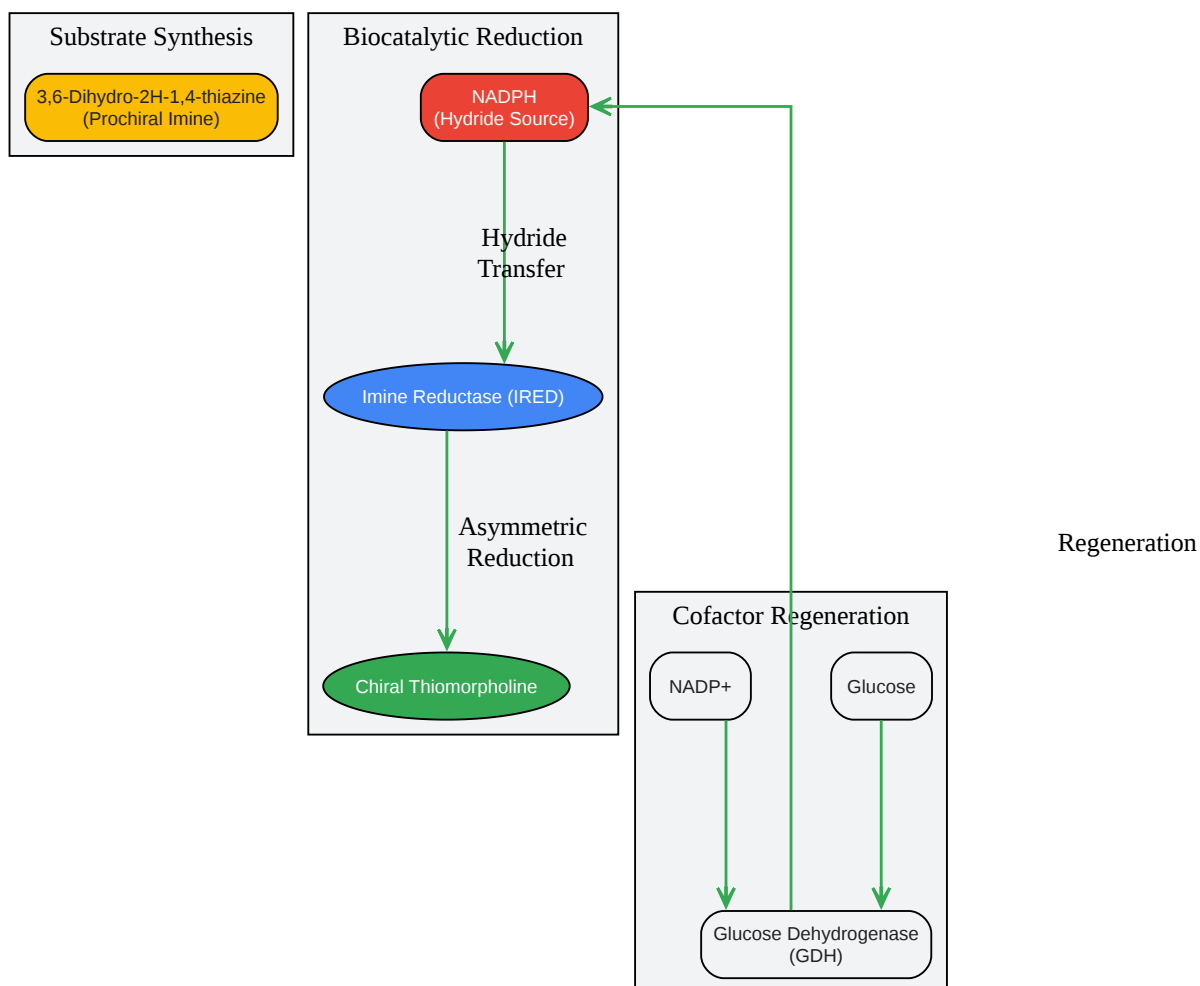 Substrate Synthesis
3,6-Dihydro-2H-1,4-thiazine
(Prochiral Imine)
Biocatalytic Reduction
NADPH
(Hydride Source)
Hydride
Transfer
Imine Reductase (IRED)
Asymmetric
Reduction
Chiral Thiomorpholine
Regeneration
Cofactor Regeneration
NADP+
Glucose
Glucose Dehydrogenase
(GDH)